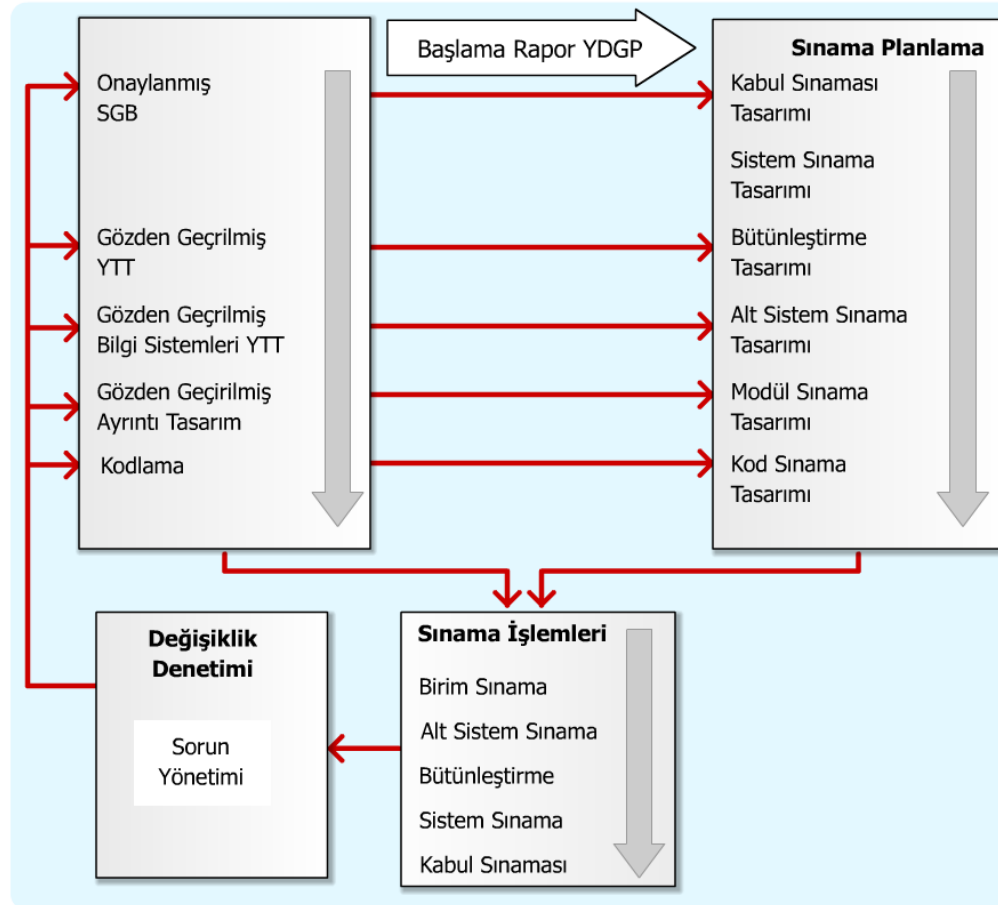 Başlama Rapor YDGP
Onaylanmış
SGB
Gözden Geçrilmiş
YTT
Gözden Geçrilmiş
Bilgi Sistemleri YTT
Gözden Geçirilmiş
Ayrıntı Tasarım
Kodlama
Sınama Planlama
Kabul Sınaması
Tasarımı
Sistem Sınama
Tasarımı
Bütünleştirme
Tasarımı
Alt Sistem Sınama
Tasarımı
Modül Sınama
Tasarımı
Kod Sınama
Tasarımı
Değişiklik
Denetimi
Sorun
Yönetimi
Sınama İşlemleri
Birim Sınama
Alt Sistem Sınama
Bütünleştirme
Sistem Sınama
Kabul Sınaması